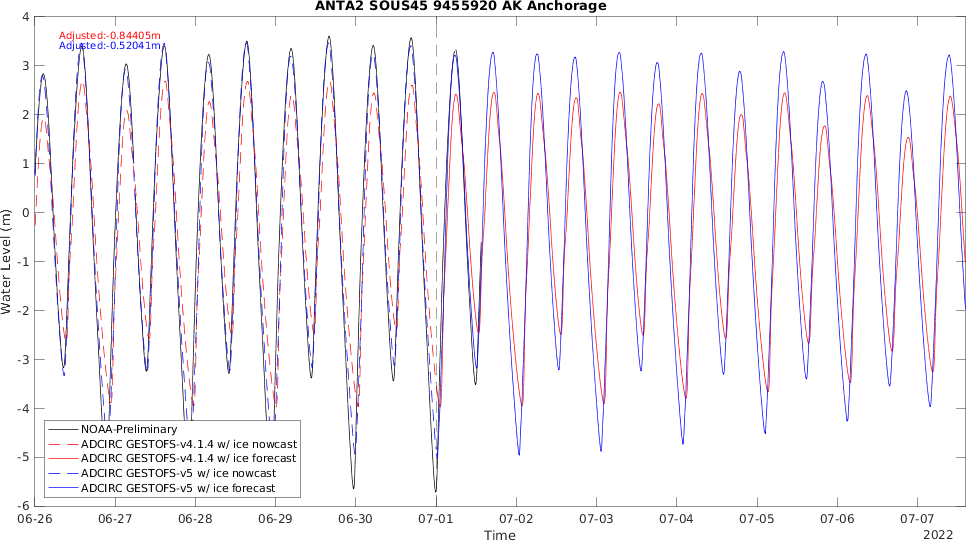 ANTA2 SOUS45 9455920 AK Anchorage
4
3
2
1
0
-1
-2
-3
-4
-5
-6
Water Level (m)
Adjusted:-0.84405m
Adjusted:-0.52041m
NOAA-Preliminary
ADCIRC GESTOFS-v4.1.4 w/ ice nowcast
ADCIRC GESTOFS-v4.1.4 w/ ice forecast
ADCIRC GESTOFS-v5 w/ ice nowcast
ADCIRC GESTOFS-v5 w/ ice forecast
06-26 06-27 06-28 06-29 06-30 07-01 07-02 07-03 07-04 07-05 07-06 07-07
Time
2022